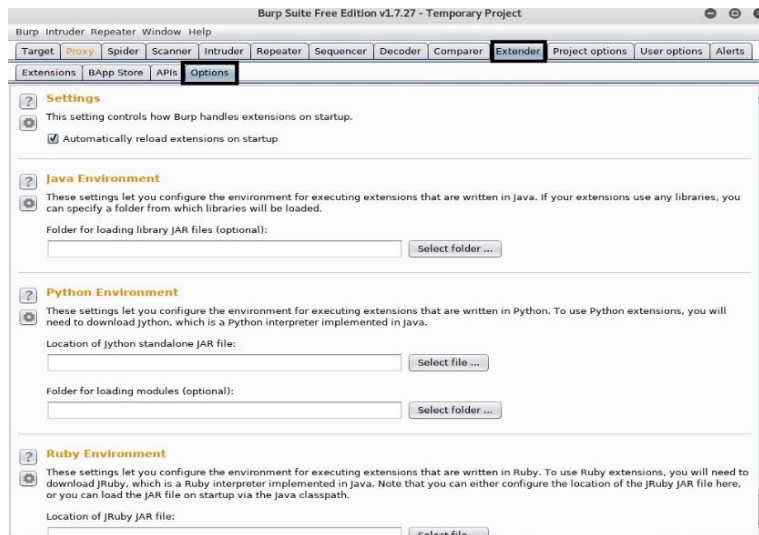 Burp Suite Free Edition v1.7.27 - Temporary Project
Burp Intruder Repeater Window Help
Target Proxy Spider Scanner Intruder Repeater Sequencer Decoder Comparer Extender Project options User options Alerts
Extensions BApp Store APIs Options
? Settings
This setting controls how Burp handles extensions on startup.
Automatically reload extensions on startup
? Java Environment
These settings let you configure the environment for executing extensions that are written in Java. If your extensions use any libraries, you
can specify a folder from which libraries will be loaded.
Folder for loading library JAR files (optional):
Select folder ...
? Python Environment
These settings let you configure the environment for executing extensions that are written in Python. To use Python extensions, you will
need to download Jython, which is a Python interpreter implemented in Java.
Location of Jython standalone JAR file:
Select file ...
Folder for loading modules (optional):
Select folder ...
? Ruby Environment
These settings let you configure the environment for executing extensions that are written in Ruby. To use Ruby extensions, you will need to
download JRuby, which is a Ruby interpreter implemented in Java. Note that you can either configure the location of the JRuby JAR file here,
or you can load the JAR file on startup via the Java classpath.
Location of JRuby JAR file:
Select file ...